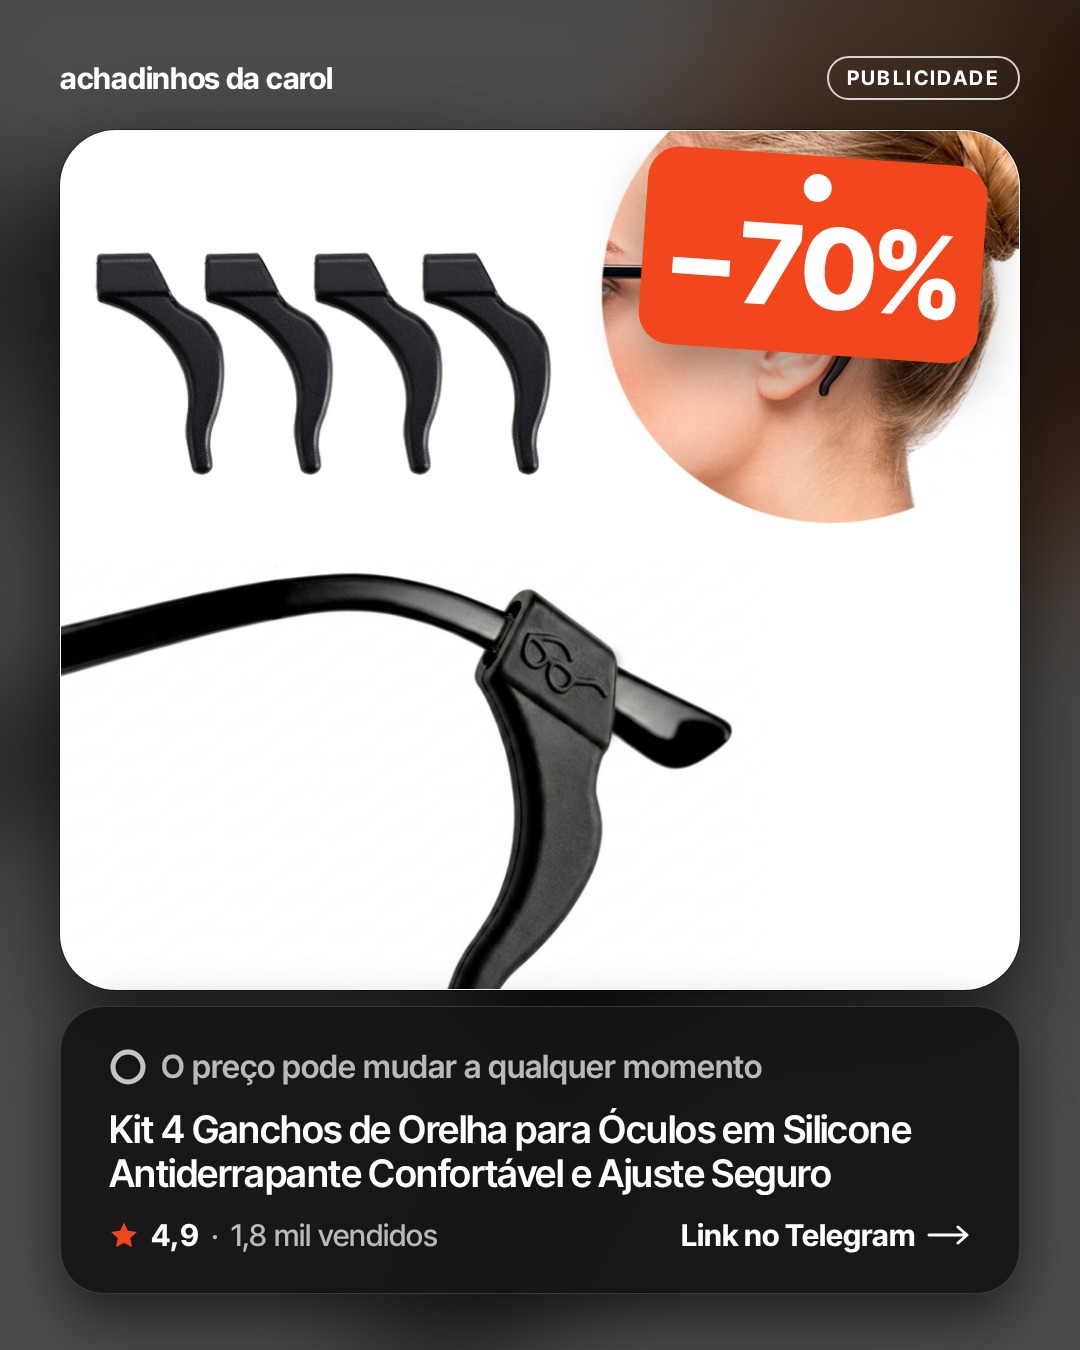 achadinhos da carol
PUBLICIDADE
−70%
O preço pode mudar a qualquer momento
Kit 4 Ganchos de Orelha para Óculos em Silicone
Antiderrapante Confortável e Ajuste Seguro
4,9 · 1,8 mil vendidos
Link no Telegram →